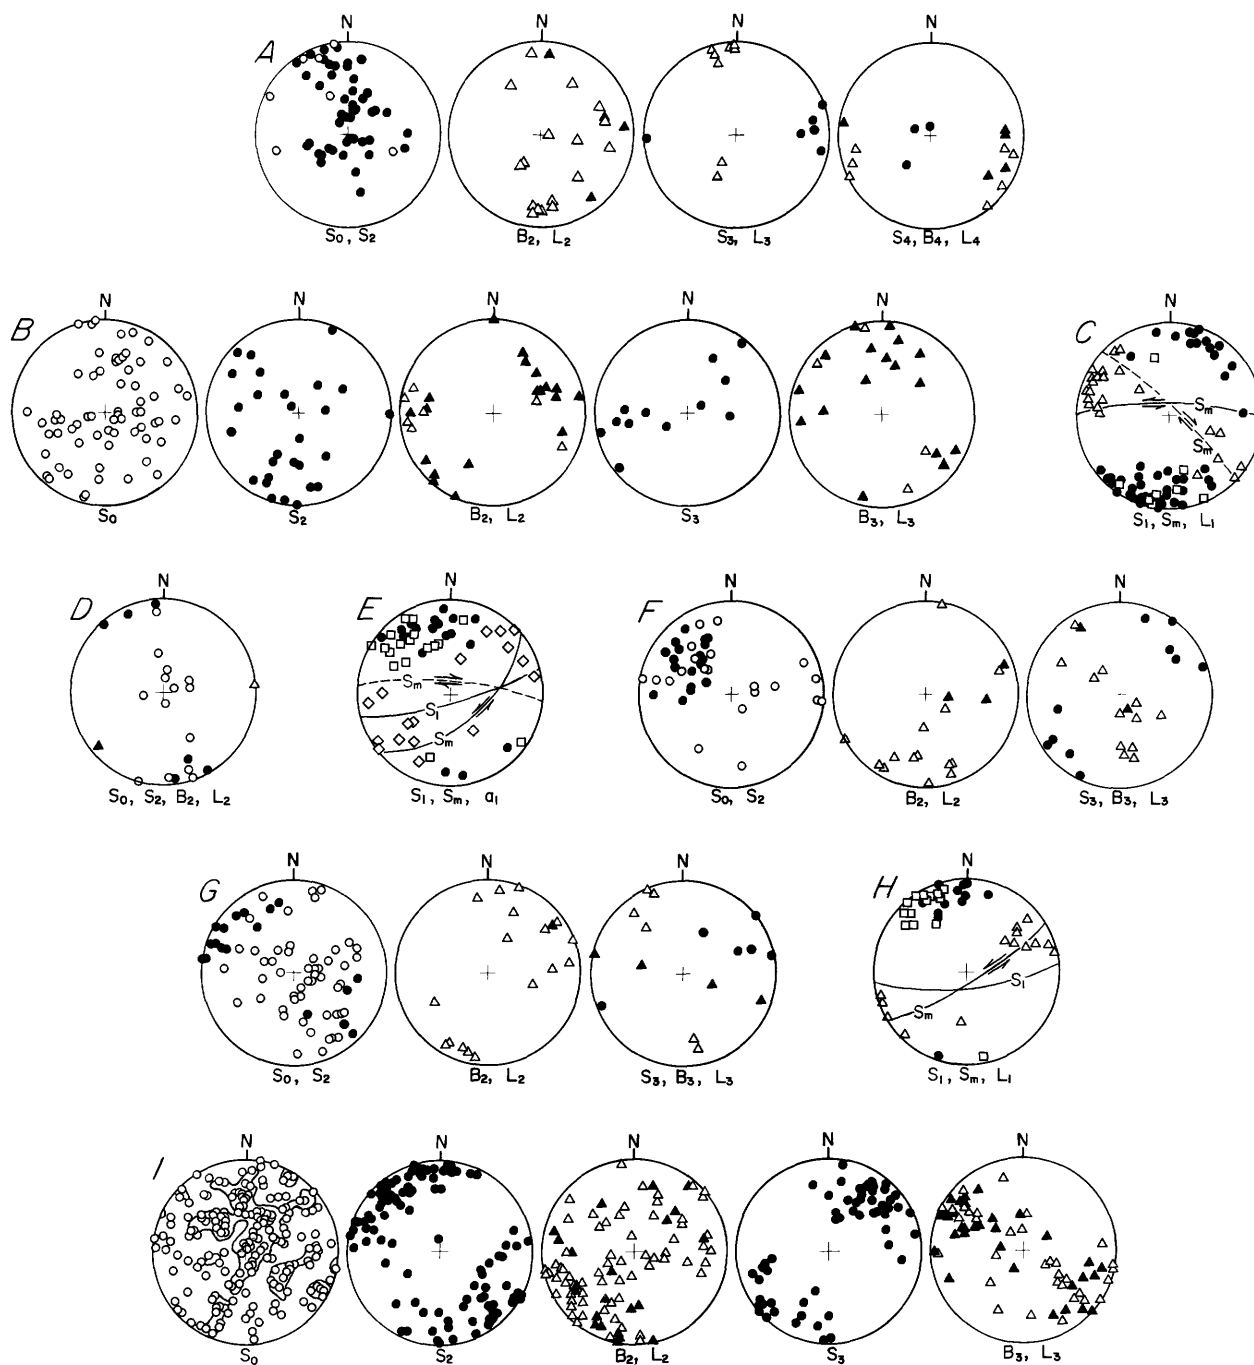 A
N
N
N
N
S₀, S₂
B₂, L₂
S₃, L₃
S₄, B₄, L₄
B
N
N
N
N
N
C
N
Sₘ
Sₘ
S₀
S₂
B₂, L₂
S₃
B₃, L₃
S₁, Sₘ, L₁
D
N
E
N
F
N
N
N
Sₘ
S₁
Sₘ
S₀, S₂, B₂, L₂
S₁, Sₘ, a₁
S₀, S₂
B₂, L₂
S₃, B₃, L₃
G
N
N
N
H
N
S₁
Sₘ
S₀, S₂
B₂, L₂
S₃, B₃, L₃
S₁, Sₘ, L₁
I
N
N
N
N
N
S₀
S₂
B₂, L₂
S₃
B₃, L₃